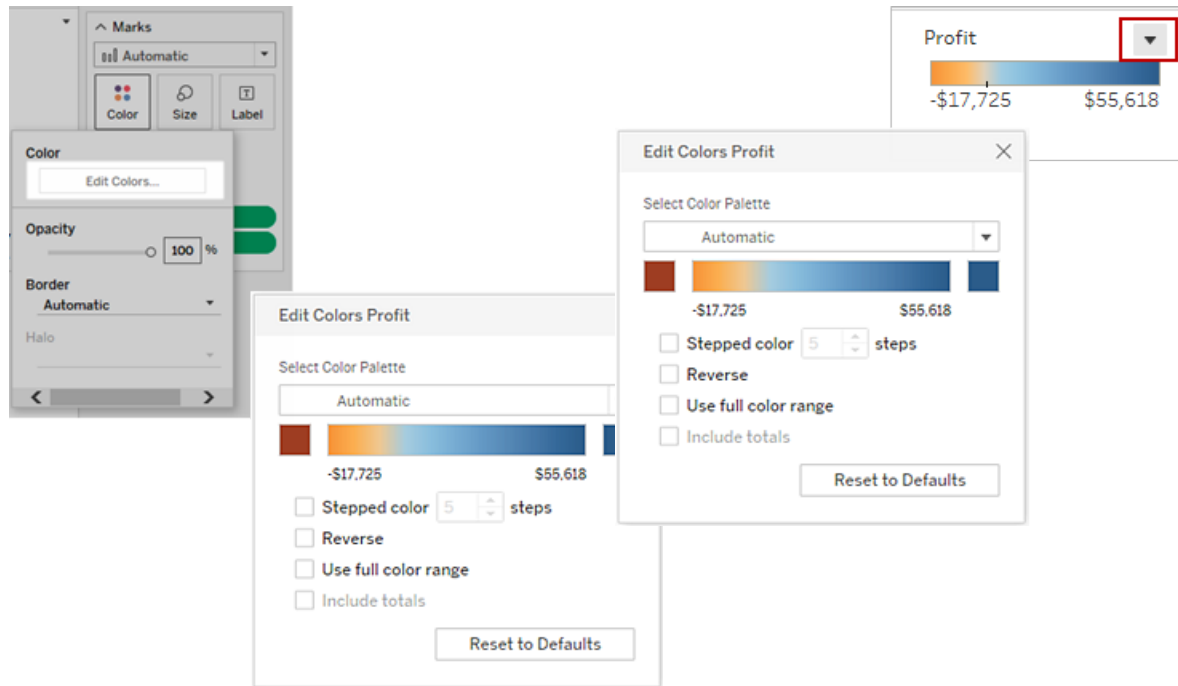 Marks
Automatic
Color Size Label
Color
Edit Colors...
Opacity
100 %
Border
Automatic
Halo
Edit Colors Profit
Select Color Palette
Automatic
-$17,725 $55,618
Stepped color 5 steps
Reverse
Use full color range
Include totals
Reset to Defaults
Profit
-$17,725 $55,618
Edit Colors Profit
Select Color Palette
Automatic
-$17,725 $55,618
Stepped color 5 steps
Reverse
Use full color range
Include totals
Reset to Defaults